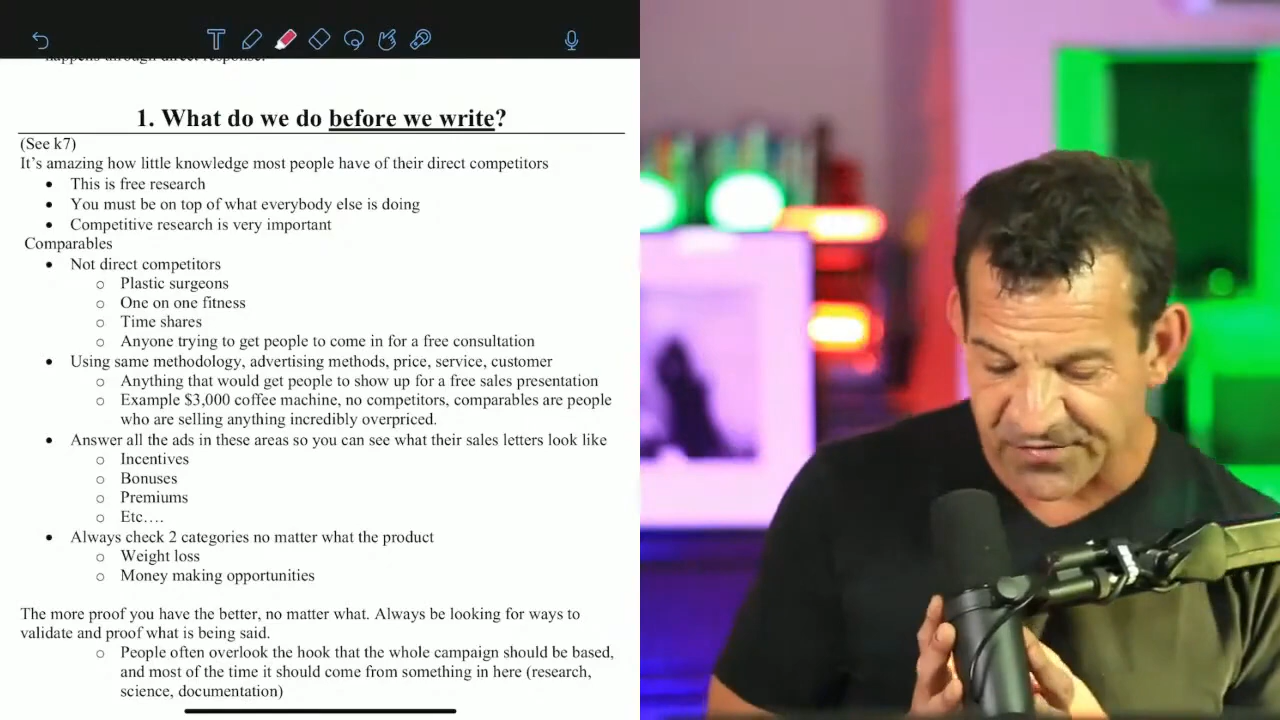 happens through direct response.
1. What do we do before we write?
(See k7)
It's amazing how little knowledge most people have of their direct competitors
• This is free research
• You must be on top of what everybody else is doing
• Competitive research is very important
Comparables
• Not direct competitors
o Plastic surgeons
o One on one fitness
o Time shares
o Anyone trying to get people to come in for a free consultation
• Using same methodology, advertising methods, price, service, customer
o Anything that would get people to show up for a free sales presentation
o Example $3,000 coffee machine, no competitors, comparables are people
who are selling anything incredibly overpriced.
• Answer all the ads in these areas so you can see what their sales letters look like
o Incentives
o Bonuses
o Premiums
o Etc….
• Always check 2 categories no matter what the product
o Weight loss
o Money making opportunities
The more proof you have the better, no matter what. Always be looking for ways to
validate and proof what is being said.
o People often overlook the hook that the whole campaign should be based,
and most of the time it should come from something in here (research,
science, documentation)